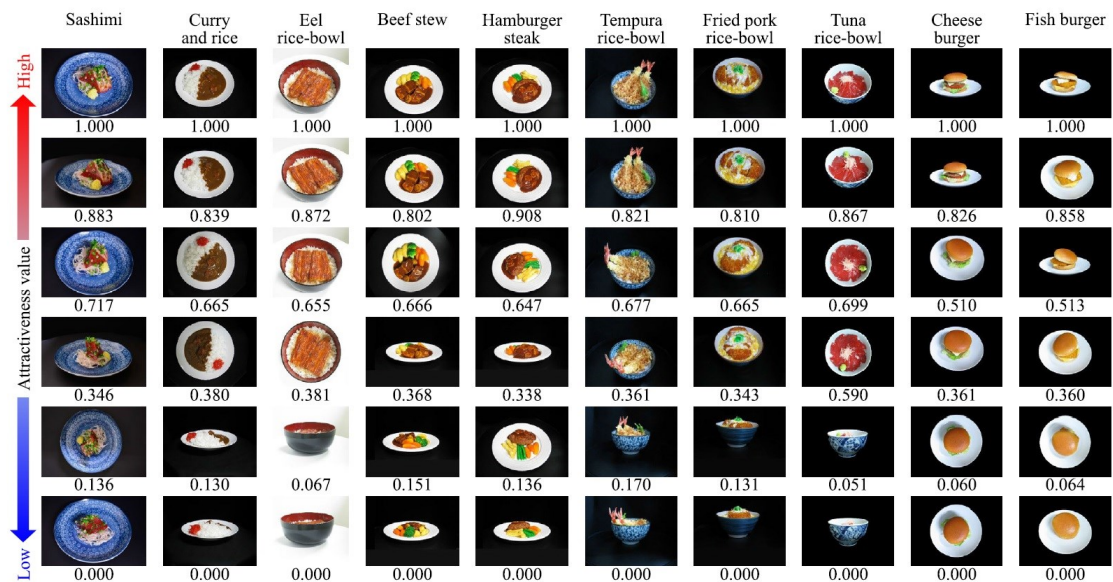 Sashimi Curry and rice Eel rice-bowl Beef stew Hamburger steak Tempura rice-bowl Fried pork rice-bowl Tuna rice-bowl Cheese burger Fish burger
High
1.000 1.000 1.000 1.000 1.000 1.000 1.000 1.000 1.000 1.000
0.883 0.839 0.872 0.802 0.908 0.821 0.810 0.867 0.826 0.858
Attractiveness value
0.717 0.665 0.655 0.666 0.647 0.677 0.665 0.699 0.510 0.513
0.346 0.380 0.381 0.368 0.338 0.361 0.343 0.590 0.361 0.360
0.136 0.130 0.067 0.151 0.136 0.170 0.131 0.051 0.060 0.064
Low
0.000 0.000 0.000 0.000 0.000 0.000 0.000 0.000 0.000 0.000